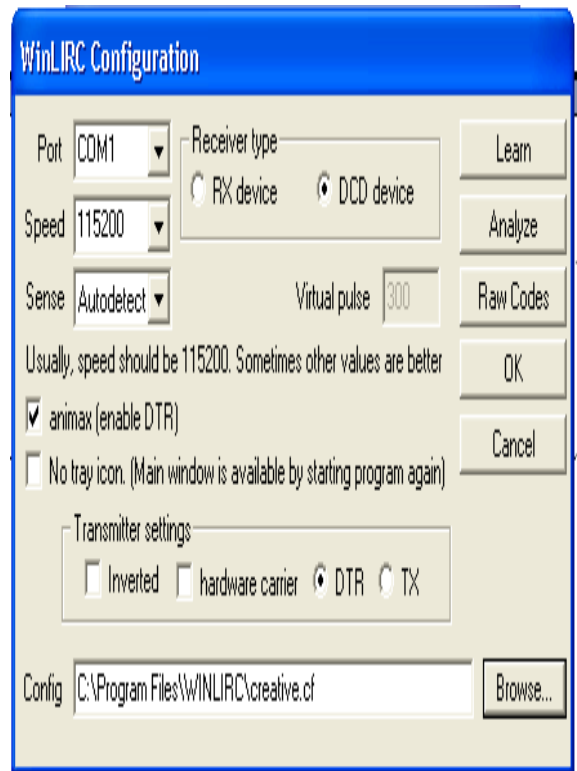 WinLIRC Configuration
Port COM1
Receiver type
RX device DCD device
Learn
Speed 115200
Analyze
Sense Autodetect
Virtual pulse 300
Raw Codes
Usually, speed should be 115200. Sometimes other values are better
OK
animax (enable DTR)
Cancel
No tray icon. (Main window is available by starting program again)
Transmitter settings
Inverted hardware carrier DTR TX
Config C:\Program Files\WINLIRC\creative.cf Browse...